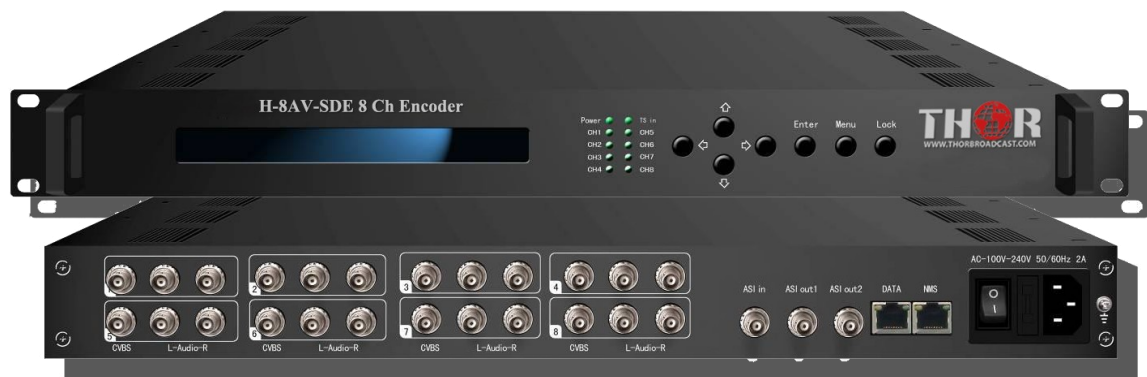 H-8AV-SDE 8 Ch Encoder
Power TS in
CH1 CH5
CH2 CH6
CH3 CH7
CH4 CH8
Enter Menu Lock
THOR
WWW.THORBROADCAST.COM
AC-100V-240V 50/60Hz 2A
1 2 3 4
5 6 7 8
CVBS L-Audio-R CVBS L-Audio-R CVBS L-Audio-R CVBS L-Audio-R
ASI in ASI out1 ASI out2 DATA NMS